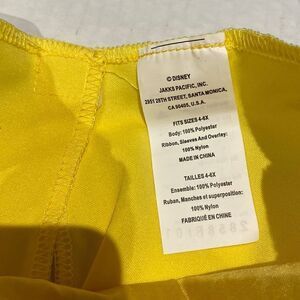 © DISNEY
JAKKS PACIFIC, INC.
2951 28TH STREET, SANTA MONICA,
CA 90405, U.S.A.
FITS SIZES 4-6X
Body: 100% Polyester
Ribbon, Sleeves And Overlay:
100% Nylon
MADE IN CHINA
TAILLES 4-6X
Ensemble: 100% Polyester
Ruban, Manches et superposition:
100% Nylon
FABRIQUÉ EN CHINE